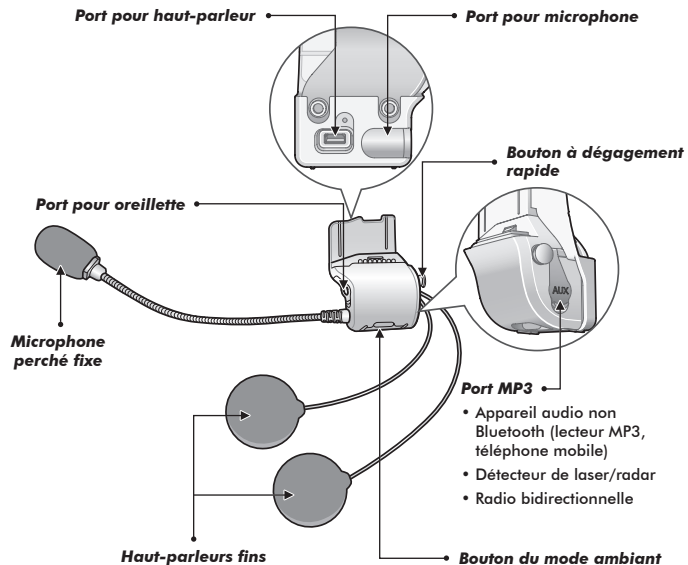 Port pour haut-parleur
Port pour microphone
Bouton à dégagement
rapide
Port pour oreillette
AUX
Microphone
perché fixe
Port MP3
• Appareil audio non
Bluetooth (lecteur MP3,
téléphone mobile)
• Détecteur de laser/radar
• Radio bidirectionnelle
Haut-parleurs fins
Bouton du mode ambiant